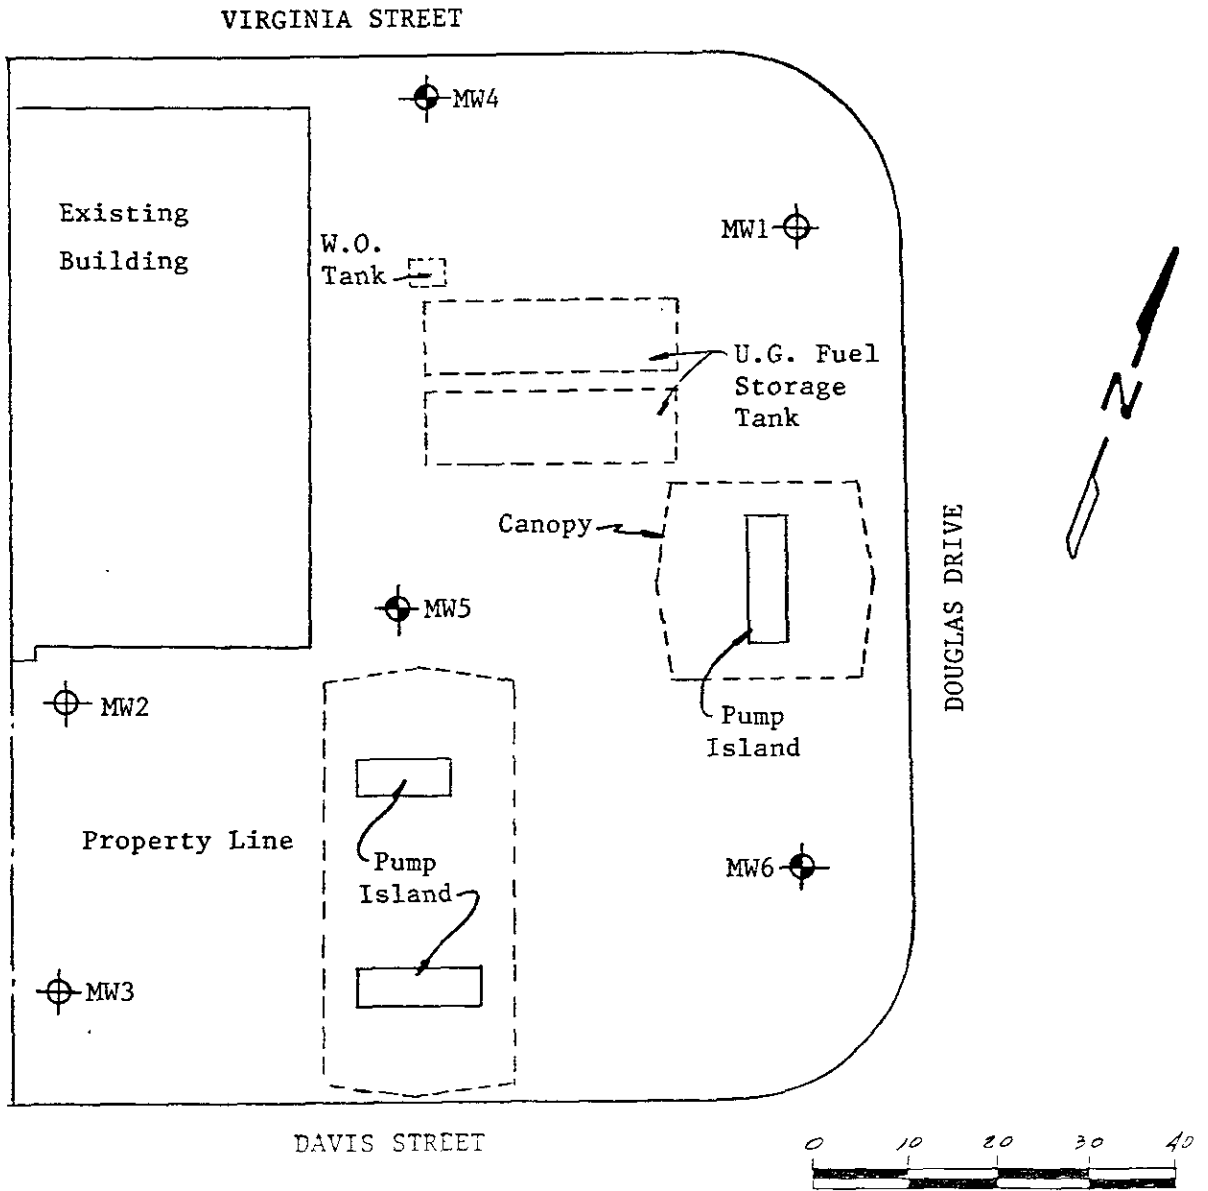 VIRGINIA STREET
MW4
Existing
Building
MW1
W.O.
Tank
U.G. Fuel
Storage
Tank
N
Canopy
DOUGLAS DRIVE
MW5
MW2
Pump
Island
Property Line
Pump
Island
MW6
MW3
DAVIS STREET
0 10 20 30 40